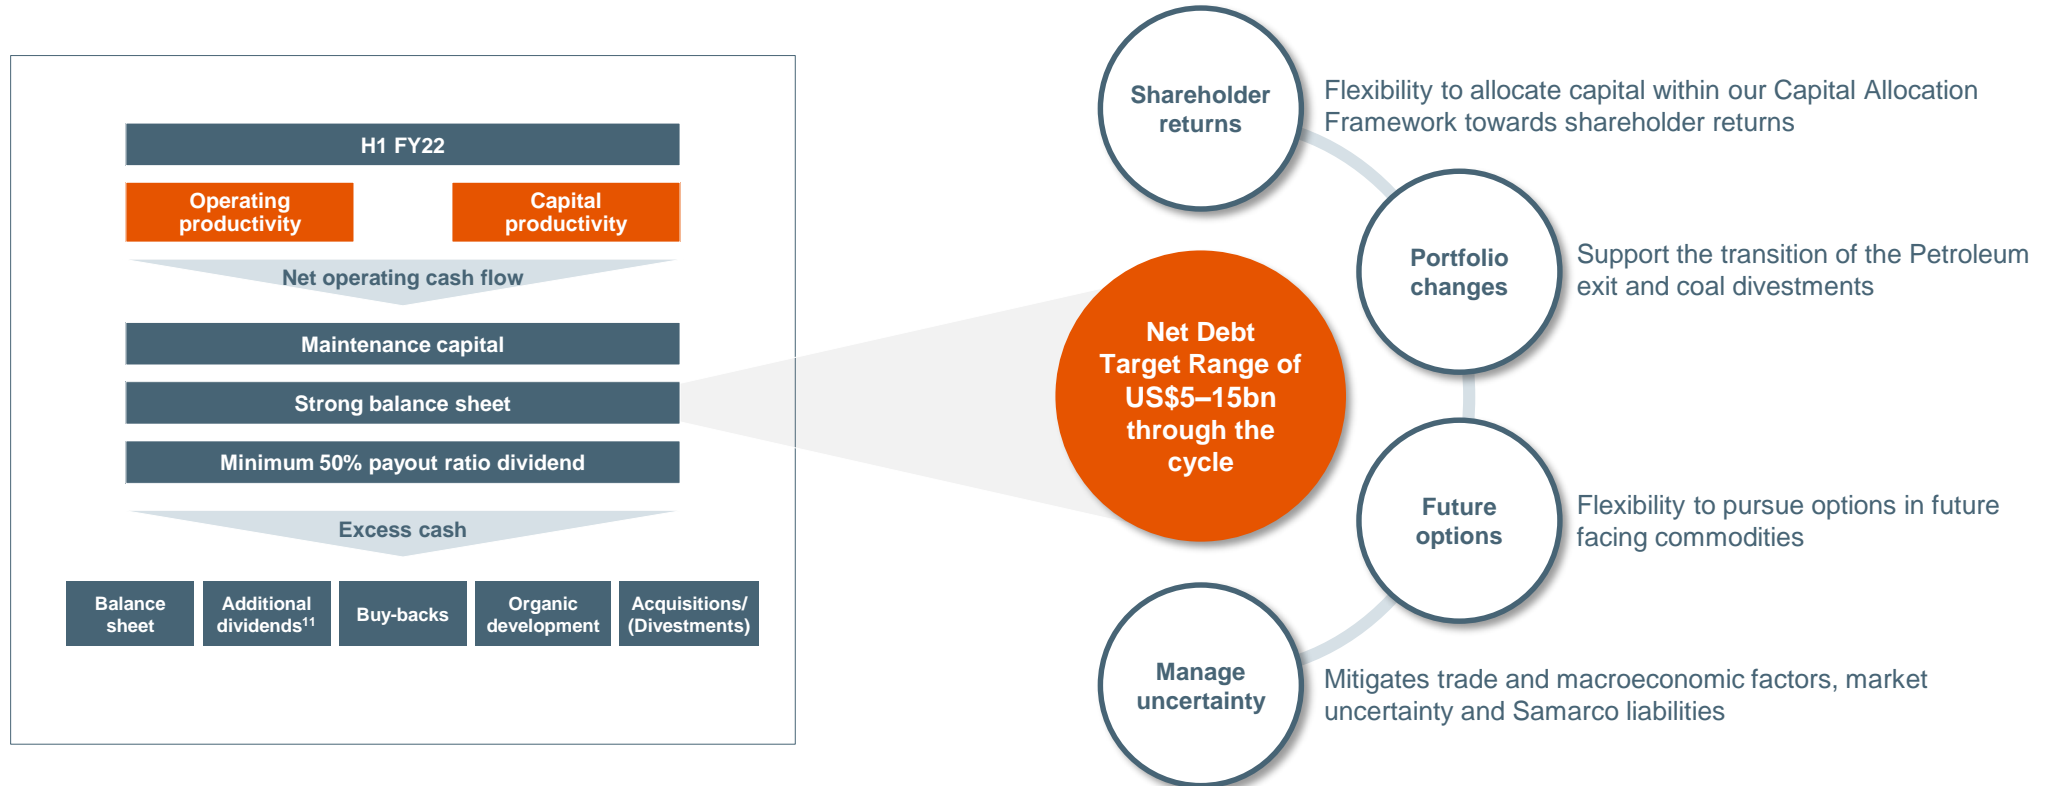 H1 FY22
Operating
productivity
Capital
productivity
Net operating cash flow
Maintenance capital
Strong balance sheet
Minimum 50% payout ratio dividend
Excess cash
Balance
sheet
Additional
dividends¹¹
Buy-backs
Organic
development
Acquisitions/
(Divestments)
Net Debt
Target Range of
US$5–15bn
through the
cycle
Shareholder
returns
Flexibility to allocate capital within our Capital Allocation
Framework towards shareholder returns
Portfolio
changes
Support the transition of the Petroleum
exit and coal divestments
Future
options
Flexibility to pursue options in future
facing commodities
Manage
uncertainty
Mitigates trade and macroeconomic factors, market
uncertainty and Samarco liabilities